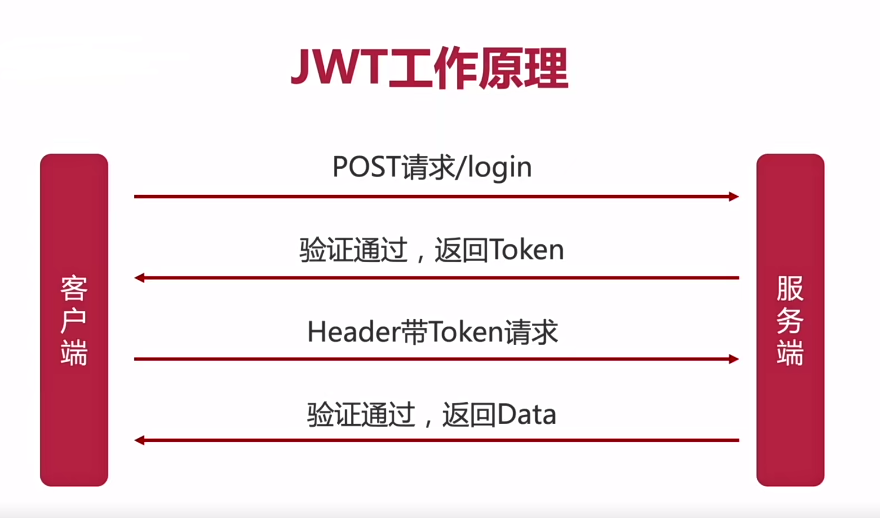 JWT工作原理
POST请求/login
验证通过，返回Token
Header带Token请求
验证通过，返回Data
客户端
服务端